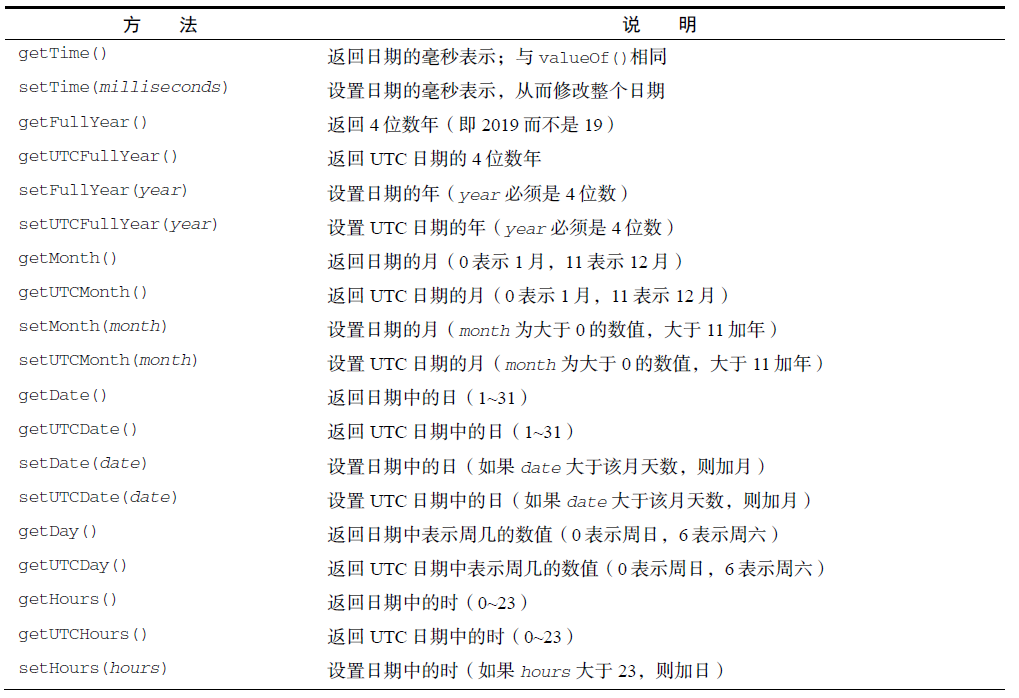 方 法 说 明
getTime() 返回日期的毫秒表示；与 valueOf()相同
setTime(milliseconds) 设置日期的毫秒表示，从而修改整个日期
getFullYear() 返回 4 位数年（即 2019 而不是 19）
getUTCFullYear() 返回 UTC 日期的 4 位数年
setFullYear(year) 设置日期的年（year 必须是 4 位数）
setUTCFullYear(year) 设置 UTC 日期的年（year 必须是 4 位数）
getMonth() 返回日期的月（0 表示 1 月，11 表示 12 月）
getUTCMonth() 返回 UTC 日期的月（0 表示 1 月，11 表示 12 月）
setMonth(month) 设置日期的月（month 为大于 0 的数值，大于 11 加年）
setUTCMonth(month) 设置 UTC 日期的月（month 为大于 0 的数值，大于 11 加年）
getDate() 返回日期中的日（1~31）
getUTCDate() 返回 UTC 日期中的日（1~31）
setDate(date) 设置日期中的日（如果 date 大于该月天数，则加月）
setUTCDate(date) 设置 UTC 日期中的日（如果 date 大于该月天数，则加月）
getDay() 返回日期中表示周几的数值（0 表示周日，6 表示周六）
getUTCDay() 返回 UTC 日期中表示周几的数值（0 表示周日，6 表示周六）
getHours() 返回日期中的时（0~23）
getUTCHours() 返回 UTC 日期中的时（0~23）
setHours(hours) 设置日期中的时（如果 hours 大于 23，则加日）